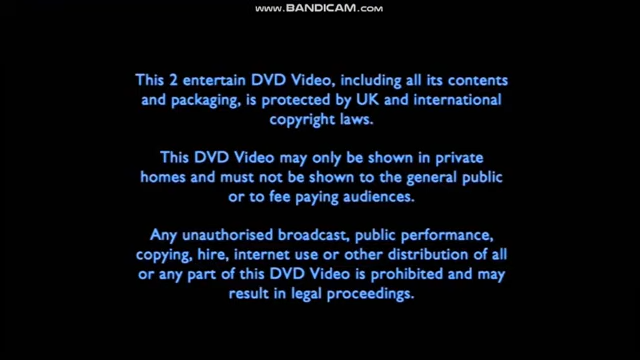 www.BANDICAM.com
This 2 entertain DVD Video, including all its contents
and packaging, is protected by UK and international
copyright laws.
This DVD Video may only be shown in private
homes and must not be shown to the general public
or to fee paying audiences.
Any unauthorised broadcast, public performance,
copying, hire, internet use or other distribution of all
or any part of this DVD Video is prohibited and may
result in legal proceedings.